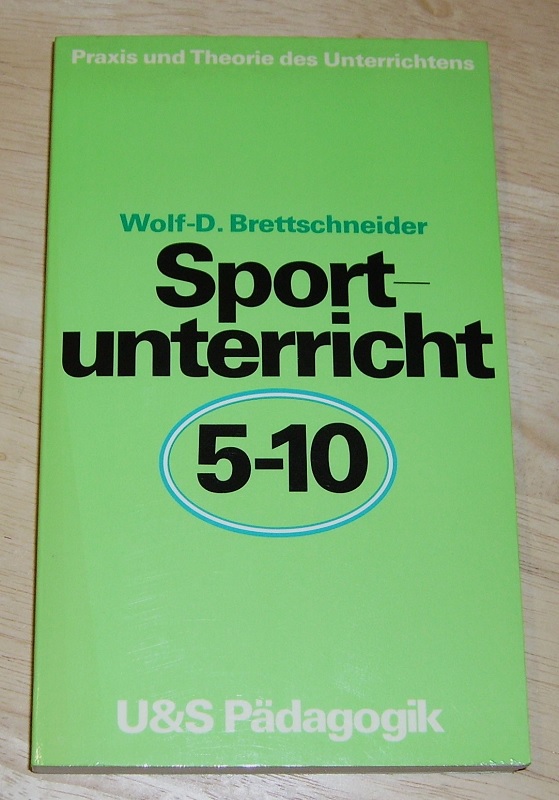 Praxis und Theorie des Unterrichtens
Wolf-D. Brettschneider
Sport-
unterricht
5-10
U&S Pädagogik